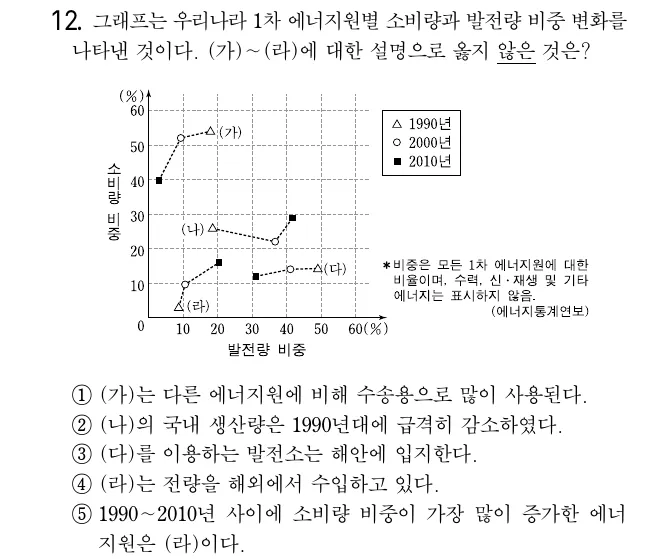 12. 그래프는 우리나라 1차 에너지원별 소비량과 발전량 비중 변화를
나타낸 것이다. (가)~(라)에 대한 설명으로 옳지 않은 것은?
(%)
60
50
40
30
20
10
0
소비량 비중
(가)
(나)
(다)
(라)
10 20 30 40 50 60(%)
발전량 비중
△ 1990년
○ 2000년
■ 2010년
*비중은 모든 1차 에너지원에 대한
비율이며, 수력, 신·재생 및 기타
에너지는 표시하지 않음.
(에너지통계연보)
① (가)는 다른 에너지원에 비해 수송용으로 많이 사용된다.
② (나)의 국내 생산량은 1990년대에 급격히 감소하였다.
③ (다)를 이용하는 발전소는 해안에 입지한다.
④ (라)는 전량을 해외에서 수입하고 있다.
⑤ 1990~2010년 사이에 소비량 비중이 가장 많이 증가한 에너
지원은 (라)이다.